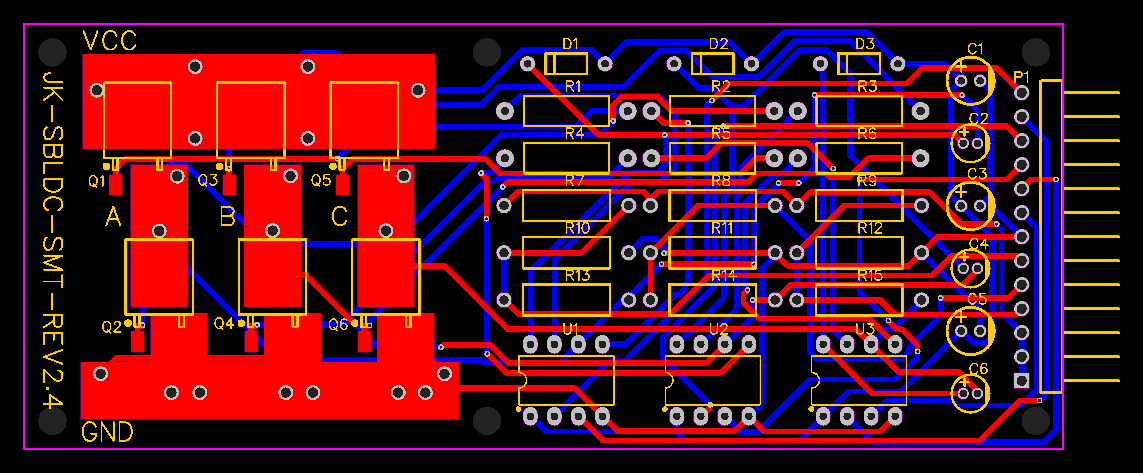 VCC
JK-SBLDC-SMT-REV2.4
D1 D2 D3
C1
P1
R1 R2 R3
C2
R4 R5 R6
Q1 Q3 Q5
C3
R7 R8 R9
A B C
R10 R11 R12
C4
R13 R14 R15
C5
Q2 Q4 Q6
U1 U2 U3
C6
GND